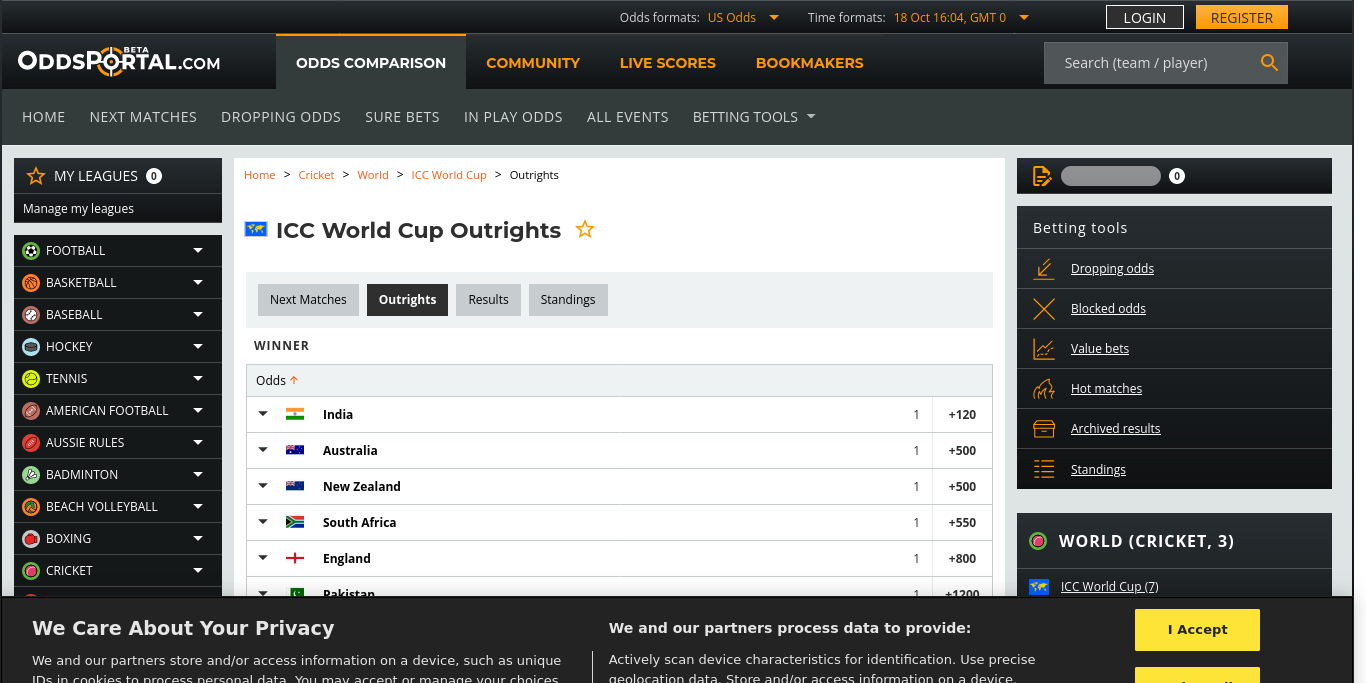 Odds formats: US Odds Time formats: 18 Oct 16:04, GMT 0 LOGIN REGISTER
ODDSPORTAL.COM BETA
ODDS COMPARISON COMMUNITY LIVE SCORES BOOKMAKERS Search (team / player)
HOME NEXT MATCHES DROPPING ODDS SURE BETS IN PLAY ODDS ALL EVENTS BETTING TOOLS
MY LEAGUES 0
Manage my leagues
FOOTBALL
BASKETBALL
BASEBALL
HOCKEY
TENNIS
AMERICAN FOOTBALL
AUSSIE RULES
BADMINTON
BEACH VOLLEYBALL
BOXING
CRICKET
Home > Cricket > World > ICC World Cup > Outrights
ICC World Cup Outrights
Next Matches Outrights Results Standings
WINNER
Odds
India 1 +120
Australia 1 +500
New Zealand 1 +500
South Africa 1 +550
England 1 +800
Pakistan 1 +1200
0
Betting tools
Dropping odds
Blocked odds
Value bets
Hot matches
Archived results
Standings
WORLD (CRICKET, 3)
ICC World Cup (7)
We Care About Your Privacy
We and our partners store and/or access information on a device, such as unique
IDs in cookies to process personal data. You may accept or manage your choices
We and our partners process data to provide:
Actively scan device characteristics for identification. Use precise
geolocation data. Store and/or access information on a device.
I Accept